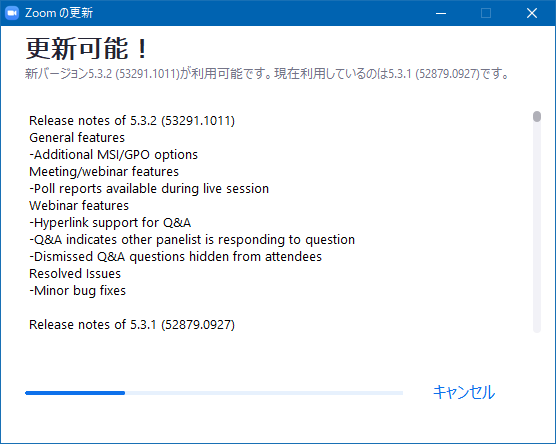 Zoom の更新
更新可能！
新バージョン5.3.2 (53291.1011)が利用可能です。現在利用しているのは5.3.1 (52879.0927)です。
Release notes of 5.3.2 (53291.1011)
General features
-Additional MSI/GPO options
Meeting/webinar features
-Poll reports available during live session
Webinar features
-Hyperlink support for Q&A
-Q&A indicates other panelist is responding to question
-Dismissed Q&A questions hidden from attendees
Resolved Issues
-Minor bug fixes
Release notes of 5.3.1 (52879.0927)
キャンセル